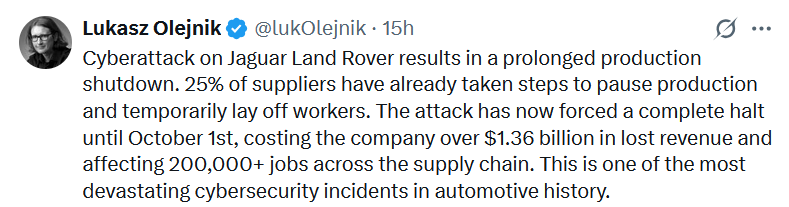 Lukasz Olejnik @lukOlejnik · 15h
Cyberattack on Jaguar Land Rover results in a prolonged production
shutdown. 25% of suppliers have already taken steps to pause production
and temporarily lay off workers. The attack has now forced a complete halt
until October 1st, costing the company over $1.36 billion in lost revenue and
affecting 200,000+ jobs across the supply chain. This is one of the most
devastating cybersecurity incidents in automotive history.